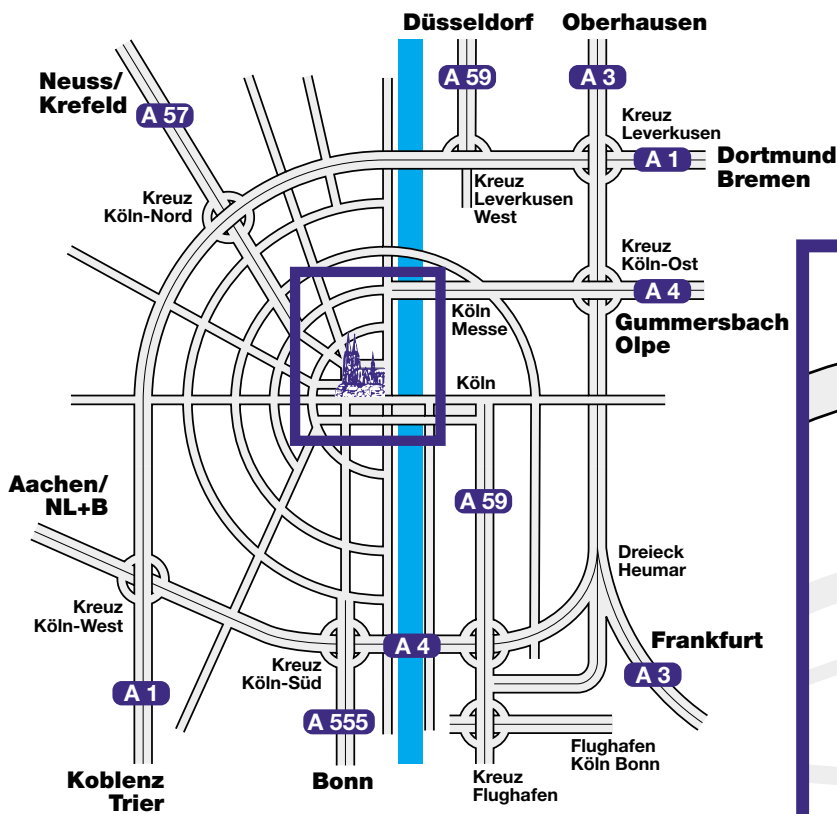 Düsseldorf
Oberhausen
Neuss/
Krefeld
A 57
A 59
A 3
Kreuz
Leverkusen
A 1
Dortmund
Bremen
Kreuz
Köln-Nord
Kreuz
Leverkusen
West
Kreuz
Köln-Ost
A 4
Köln
Messe
Gummersbach
Olpe
Köln
Aachen/
NL+B
A 59
Dreieck
Heumar
Kreuz
Köln-West
Kreuz
Köln-Süd
A 4
Frankfurt
A 3
A 1
A 555
Flughafen
Köln Bonn
Koblenz
Trier
Bonn
Kreuz
Flughafen